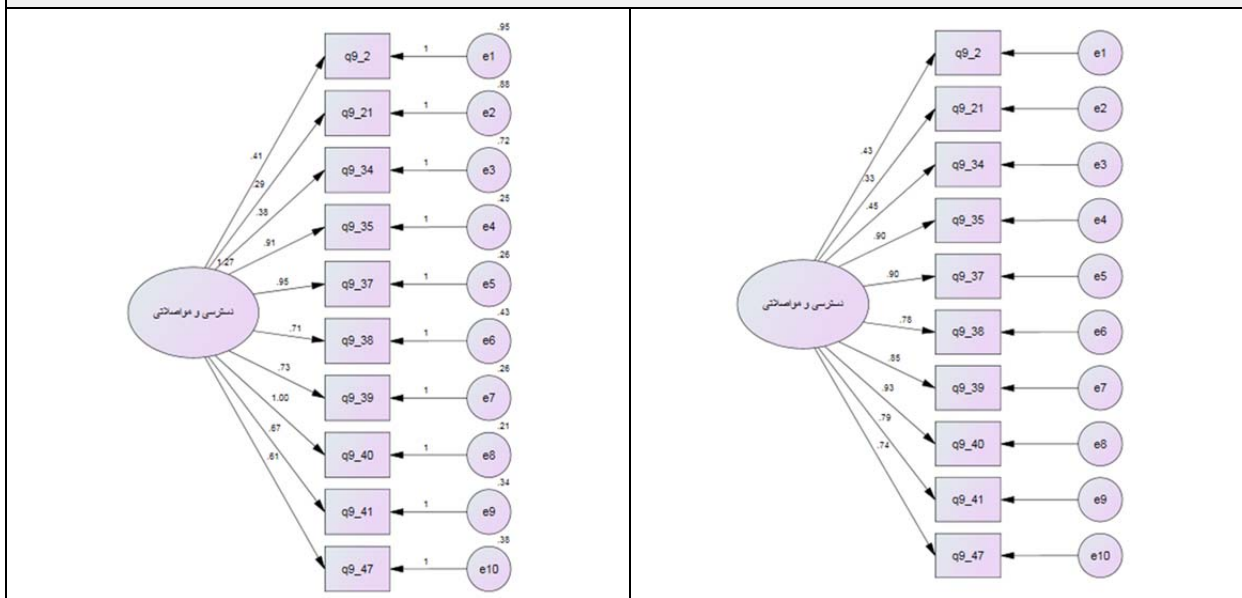 .95
q9_2 1 e1
.88
q9_21 1 e2
.72
.41
q9_34 1 e3
.29
.25
.38
q9_35 1 e4
.91
1.27
.26
.95 q9_37 1 e5
دسترسی و مواصلاتی
.43
.71 q9_38 1 e6
.73
.26
q9_39 1 e7
1.00
.21
.67
q9_40 1 e8
.61
.34
q9_41 1 e9
.38
q9_47 1 e10
q9_2 e1
q9_21 e2
.43
q9_34 e3
.33
.45
q9_35 e4
.90
.90 q9_37 e5
دسترسی و مواصلاتی
.78 q9_38 e6
.85
q9_39 e7
.93
.79
q9_40 e8
.74
q9_41 e9
q9_47 e10